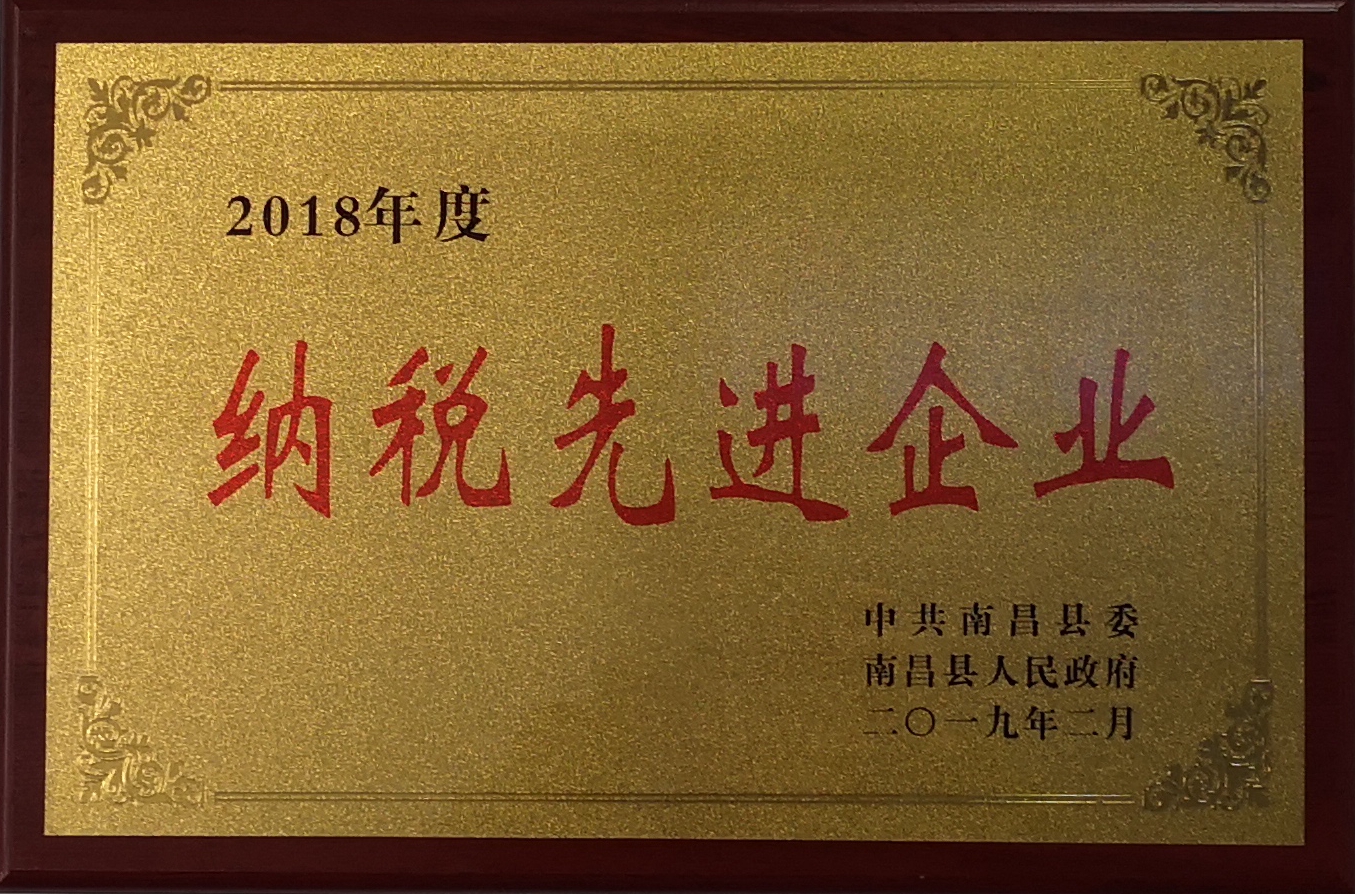 2018年度
纳税先进企业
中共南昌县委
南昌县人民政府
二〇一九年二月